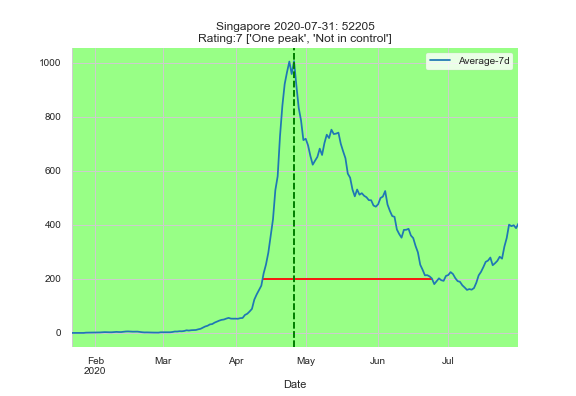 Singapore 2020-07-31: 52205
Rating:7 ['One peak', 'Not in control']
Average-7d
1000
800
600
400
200
0
Feb Mar Apr May Jun Jul
2020
Date